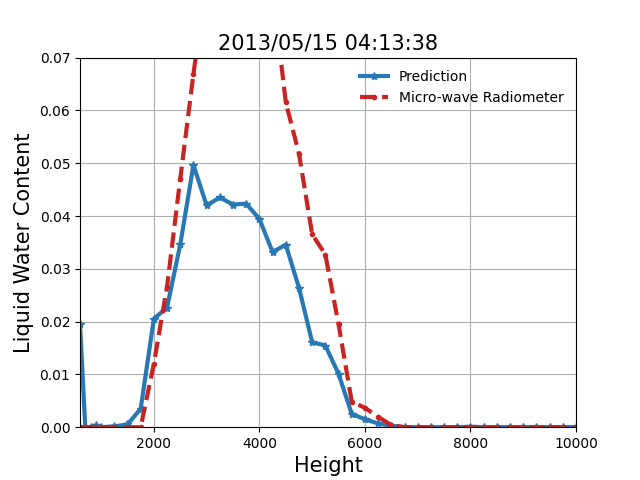 2013/05/15 04:13:38
Prediction
Micro-wave Radiometer
Liquid Water Content
0.07
0.06
0.05
0.04
0.03
0.02
0.01
0.00
2000 4000 6000 8000 10000
Height